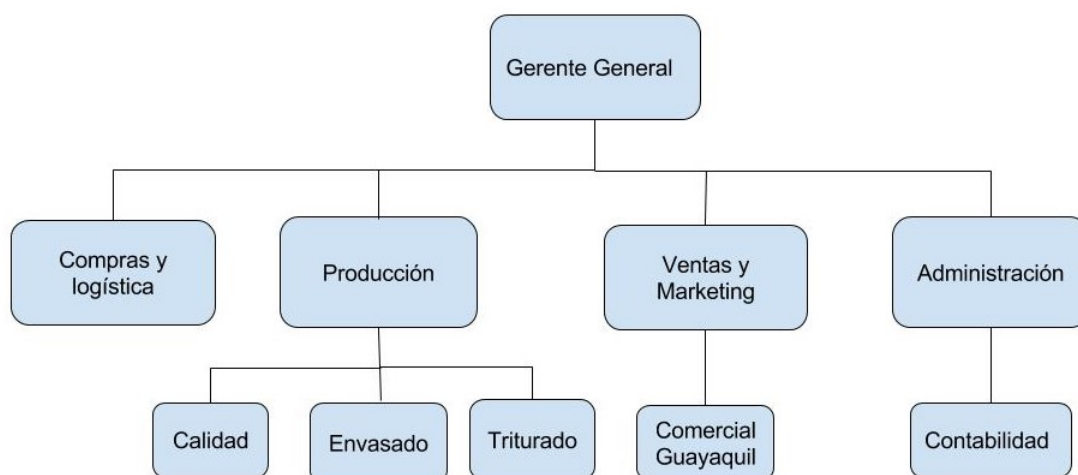 Gerente General
Compras y
logística
Producción
Ventas y
Marketing
Administración
Calidad
Envasado
Triturado
Comercial
Guayaquil
Contabilidad